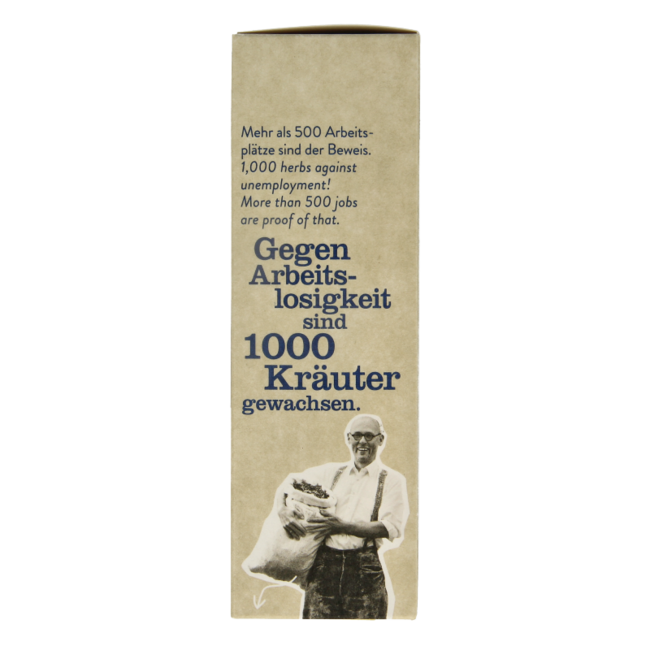 Mehr als 500 Arbeits-
plätze sind der Beweis.
1,000 herbs against
unemployment!
More than 500 jobs
are proof of that.
Gegen
Arbeits-
losigkeit
sind
1000
Kräuter
gewachsen.